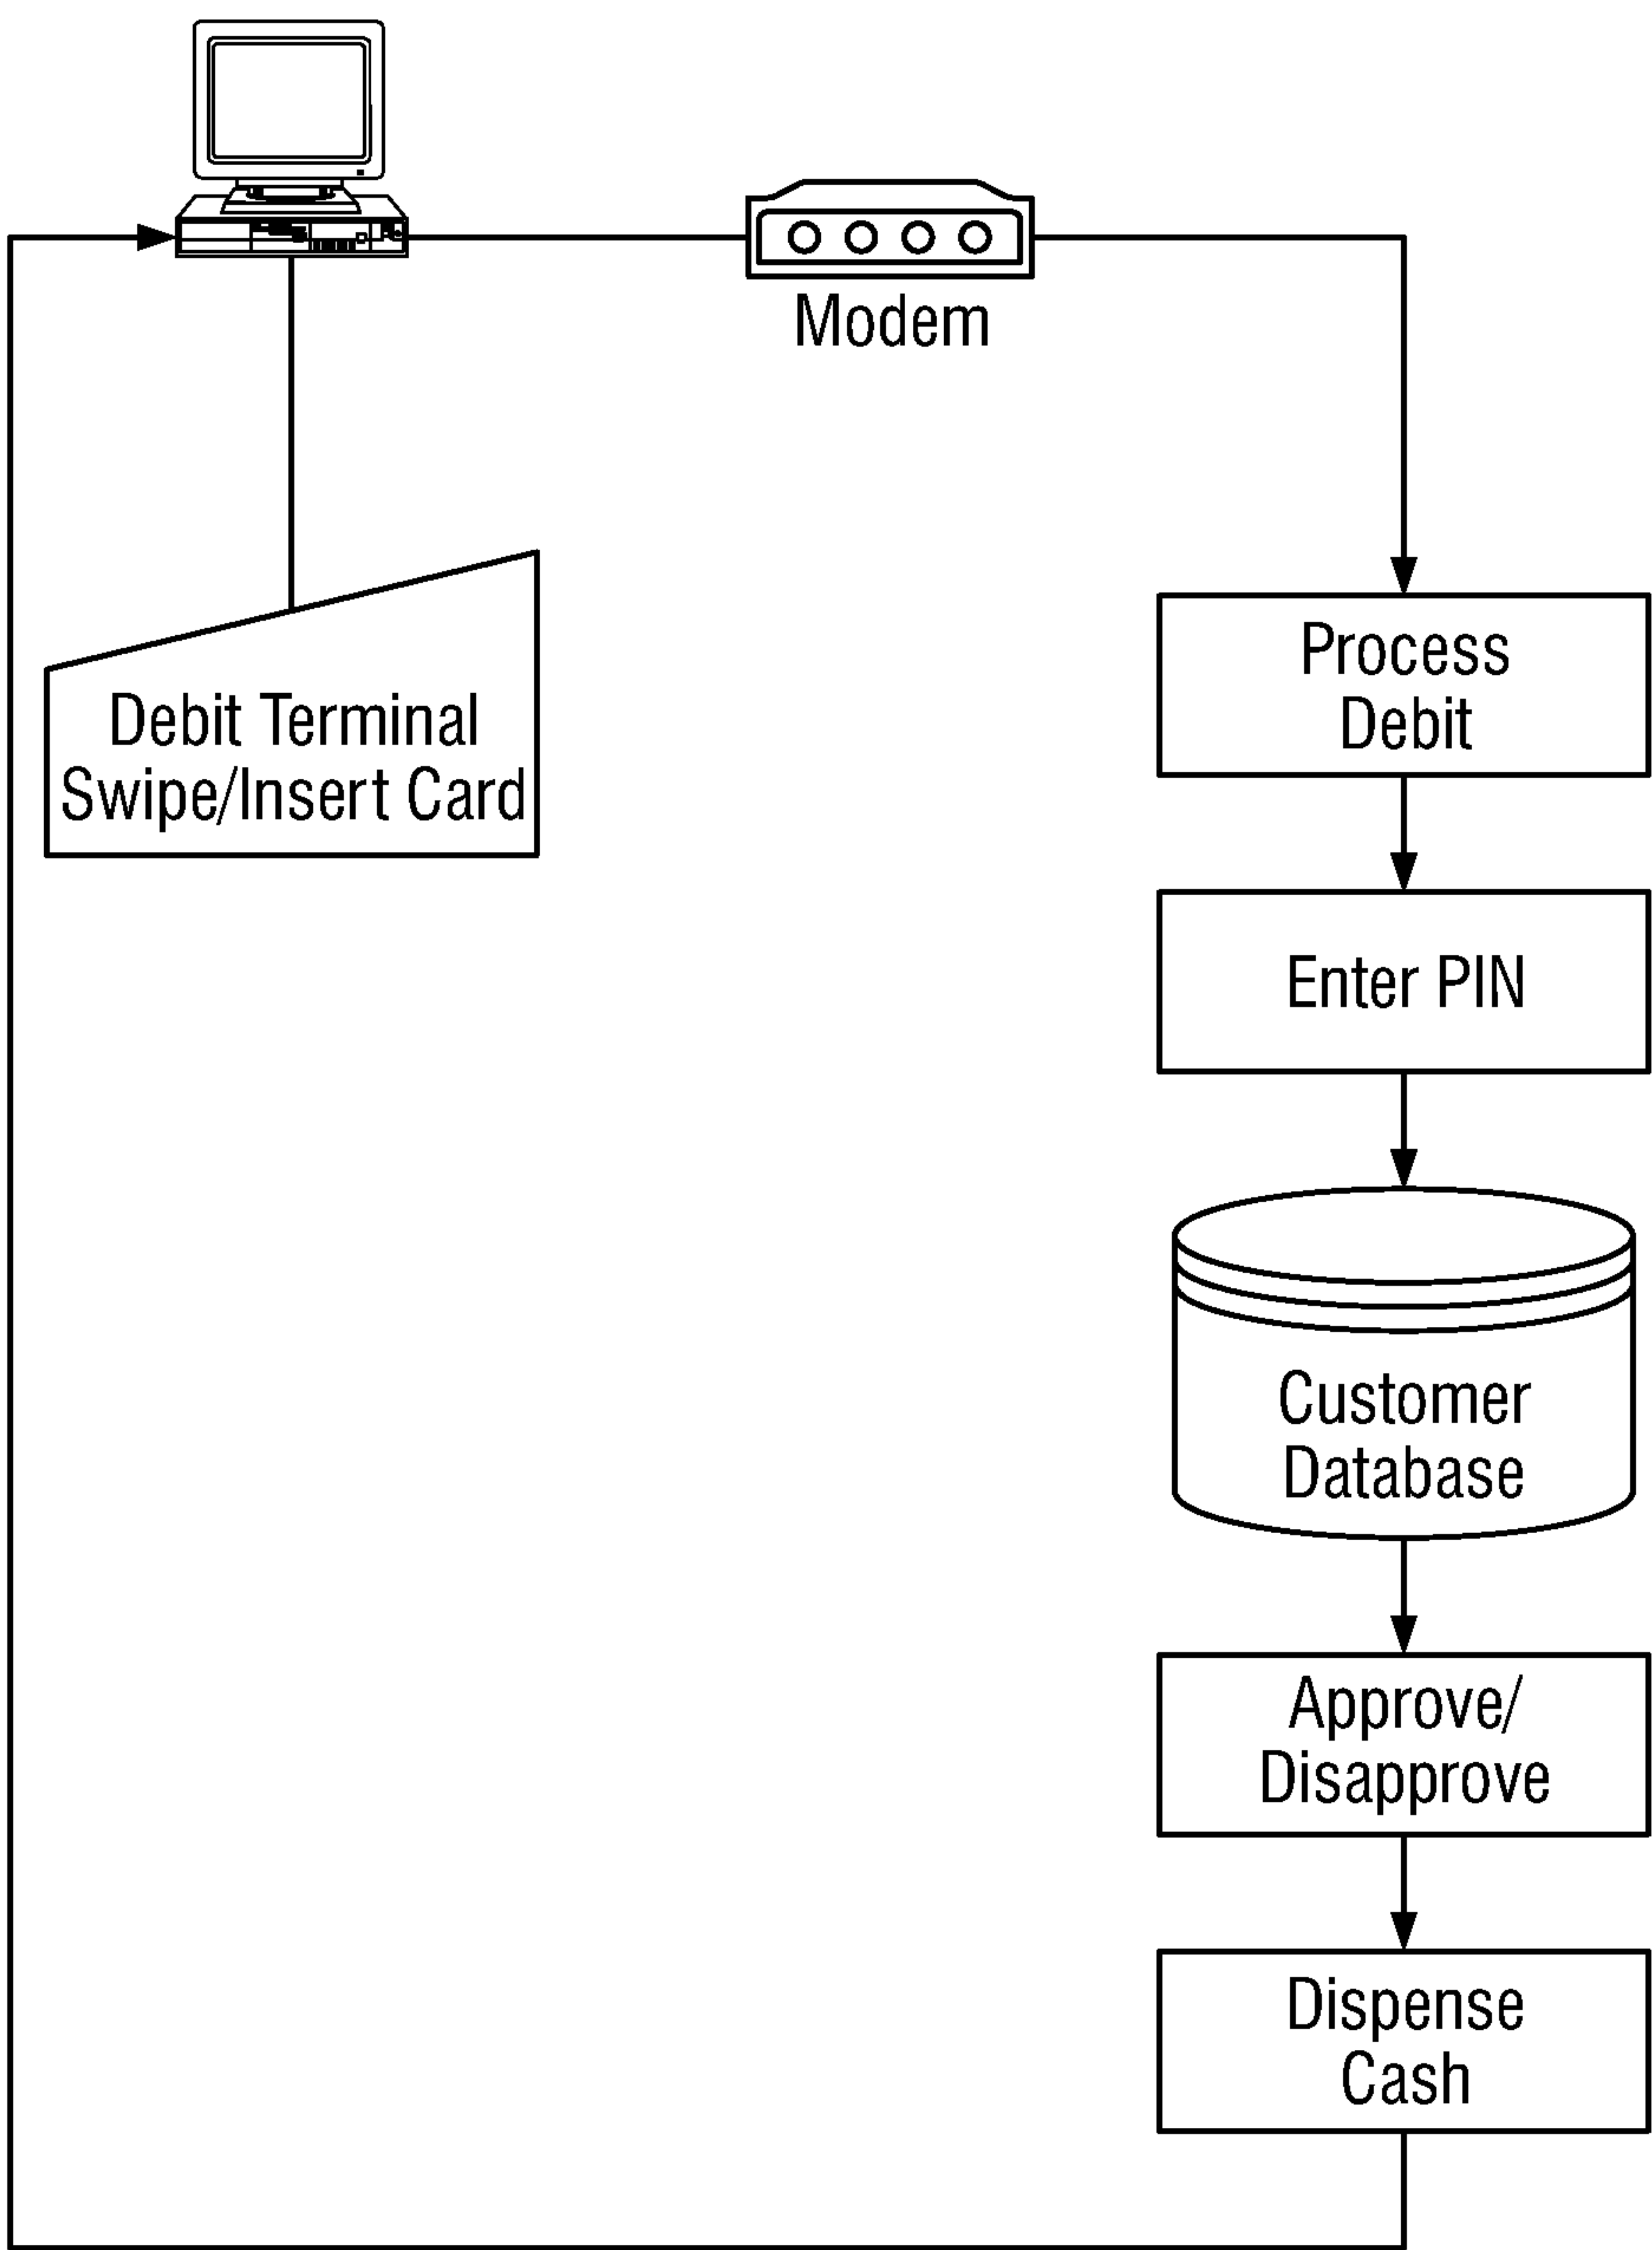 Modem
Debit Terminal
Swipe/Insert Card
Process
Debit
Enter PIN
Customer
Database
Approve/
Disapprove
Dispense
Cash